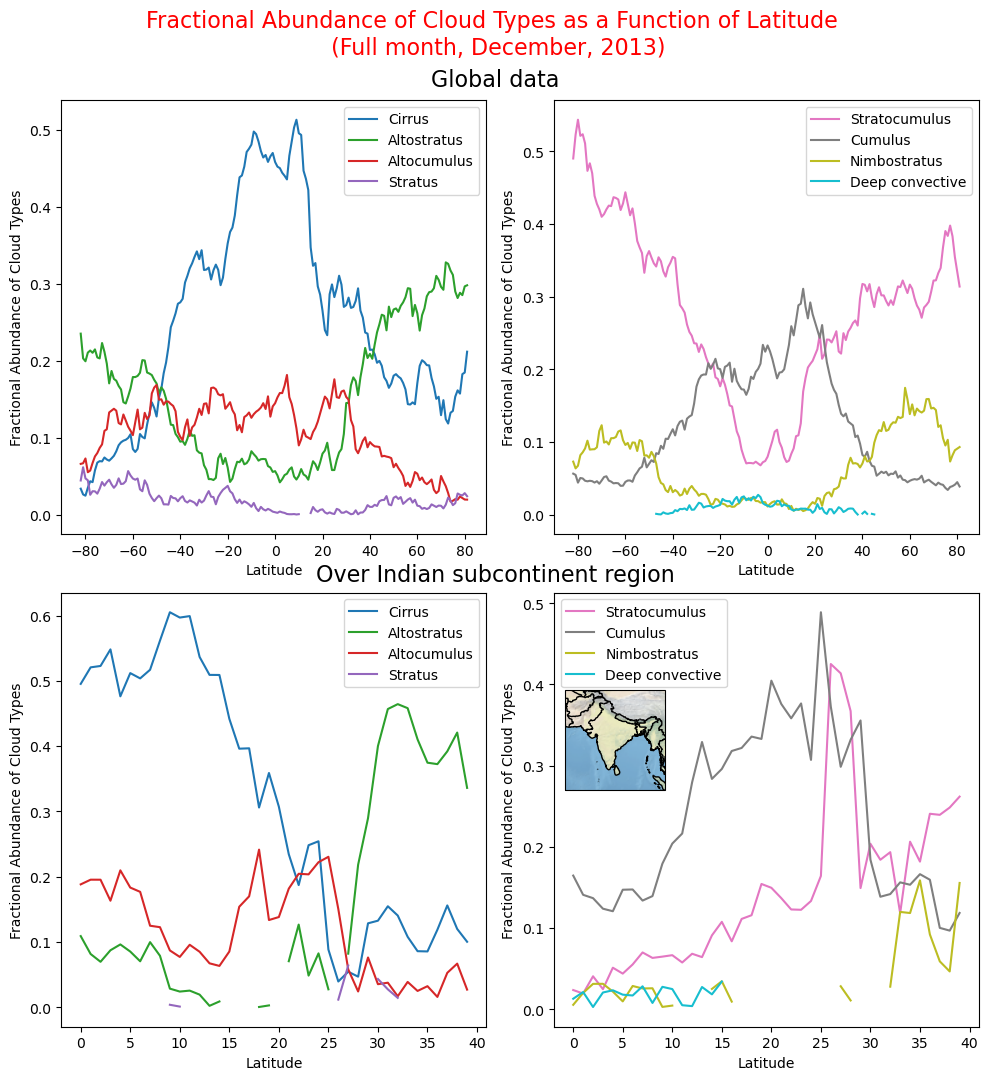 Fractional Abundance of Cloud Types as a Function of Latitude
(Full month, December, 2013)
Global data
Fractional Abundance of Cloud Types
0.5
0.4
0.3
0.2
0.1
0.0
Cirrus
Altostratus
Altocumulus
Stratus
−80 −60 −40 −20 0 20 40 60 80
Latitude
Fractional Abundance of Cloud Types
0.5
0.4
0.3
0.2
0.1
0.0
Stratocumulus
Cumulus
Nimbostratus
Deep convective
−80 −60 −40 −20 0 20 40 60 80
Latitude
Over Indian subcontinent region
Fractional Abundance of Cloud Types
0.6
0.5
0.4
0.3
0.2
0.1
0.0
Cirrus
Altostratus
Altocumulus
Stratus
0 5 10 15 20 25 30 35 40
Latitude
Fractional Abundance of Cloud Types
0.5
0.4
0.3
0.2
0.1
0.0
Stratocumulus
Cumulus
Nimbostratus
Deep convective
0 5 10 15 20 25 30 35 40
Latitude